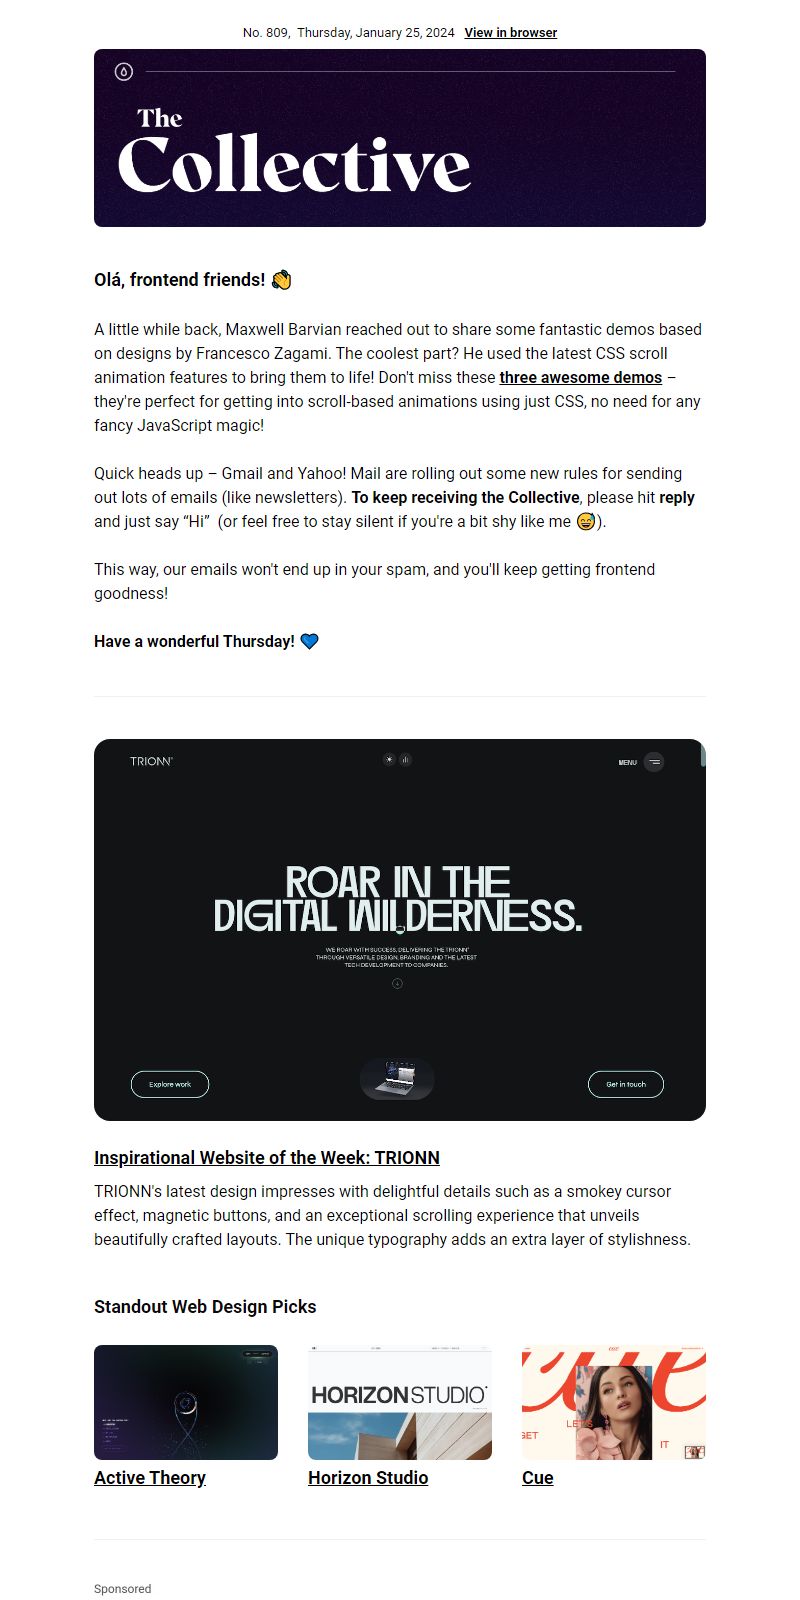 No. 809,  Thursday, January 25, 2024   View in browser
The
Collective
Olá, frontend friends! 👏
A little while back, Maxwell Barvian reached out to share some fantastic demos based
on designs by Francesco Zagami. The coolest part? He used the latest CSS scroll
animation features to bring them to life! Don't miss these three awesome demos –
they're perfect for getting into scroll-based animations using just CSS, no need for any
fancy JavaScript magic!
Quick heads up – Gmail and Yahoo! Mail are rolling out some new rules for sending
out lots of emails (like newsletters). To keep receiving the Collective, please hit reply
and just say “Hi”  (or feel free to stay silent if you're a bit shy like me 😅).
This way, our emails won't end up in your spam, and you'll keep getting frontend
goodness!
Have a wonderful Thursday! 💙
TRIONN
MENU
ROAR IN THE
DIGITAL WILDERNESS.
WE ROAR WITH SUCCESS, DELIVERING THE TRIONN®
THROUGH VERSATILE DESIGN, BRANDING AND THE LATEST
TECH DEVELOPMENT TO COMPANIES.
Explore work
Get in touch
Inspirational Website of the Week: TRIONN
TRIONN's latest design impresses with delightful details such as a smokey cursor
effect, magnetic buttons, and an exceptional scrolling experience that unveils
beautifully crafted layouts. The unique typography adds an extra layer of stylishness.
Standout Web Design Picks
HORIZON STUDIO
cue
LET'S
GET
IT
Active Theory
Horizon Studio
Cue
Sponsored